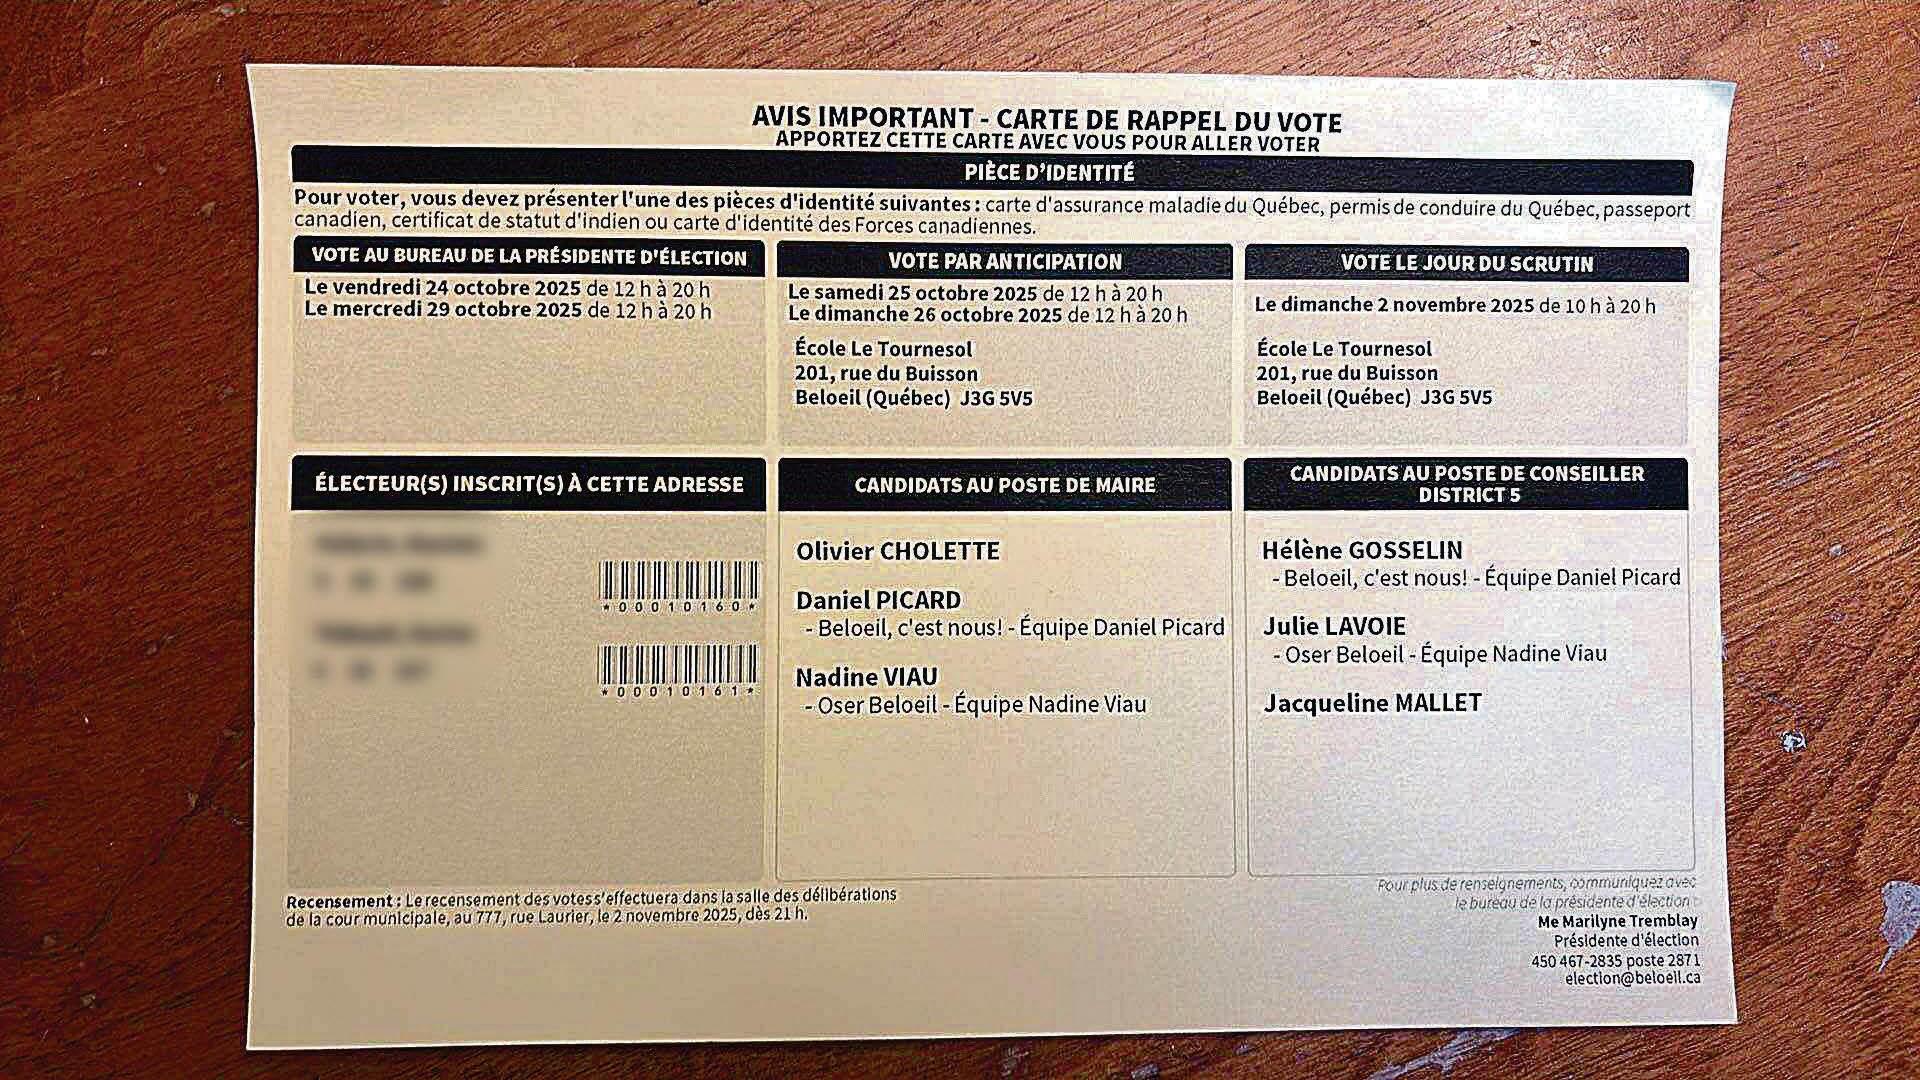 AVIS IMPORTANT - CARTE DE RAPPEL DU VOTE
APPORTEZ CETTE CARTE AVEC VOUS POUR ALLER VOTER
PIÈCE D'IDENTITÉ
Pour voter, vous devez présenter l'une des pièces d'identité suivantes : carte d'assurance maladie du Québec, permis de conduire du Québec, passeport
canadien, certificat de statut d'indien ou carte d'identité des Forces canadiennes.
VOTE AU BUREAU DE LA PRÉSIDENTE D'ÉLECTION
Le vendredi 24 octobre 2025 de 12 h à 20 h
Le mercredi 29 octobre 2025 de 12 h à 20 h
VOTE PAR ANTICIPATION
Le samedi 25 octobre 2025 de 12 h à 20 h
Le dimanche 26 octobre 2025 de 12 h à 20 h
École Le Tournesol
201, rue du Buisson
Beloeil (Québec) J3G 5V5
VOTE LE JOUR DU SCRUTIN
Le dimanche 2 novembre 2025 de 10 h à 20 h
École Le Tournesol
201, rue du Buisson
Beloeil (Québec) J3G 5V5
ÉLECTEUR(S) INSCRIT(S) À CETTE ADRESSE
*00010160*
*00010161*
CANDIDATS AU POSTE DE MAIRE
Olivier CHOLETTE
Daniel PICARD
- Beloeil, c'est nous! - Équipe Daniel Picard
Nadine VIAU
- Oser Beloeil - Équipe Nadine Viau
CANDIDATS AU POSTE DE CONSEILLER
DISTRICT 5
Hélène GOSSELIN
- Beloeil, c'est nous! - Équipe Daniel Picard
Julie LAVOIE
- Oser Beloeil - Équipe Nadine Viau
Jacqueline MALLET
Recensement : Le recensement des votes s'effectuera dans la salle des délibérations
de la cour municipale, au 777, rue Laurier, le 2 novembre 2025, dès 21 h.
Pour plus de renseignements, communiquez avec
le bureau de la présidente d'élection :
Me Marilyne Tremblay
Présidente d'élection
450 467-2835 poste 2871
election@beloeil.ca